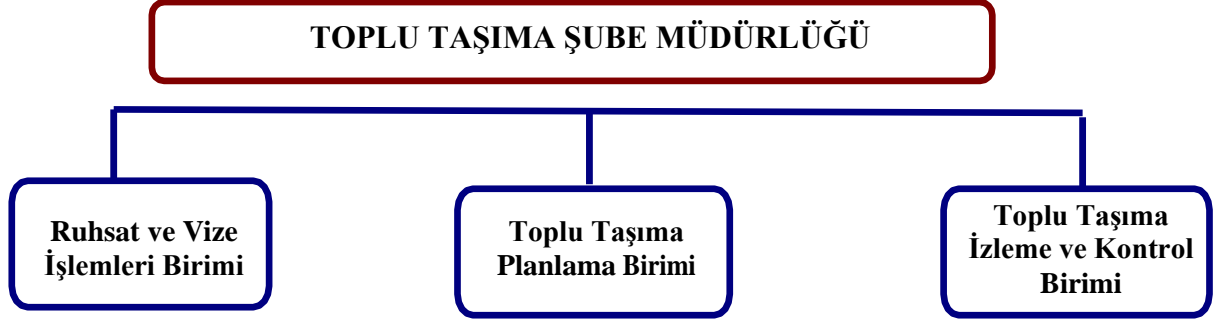 TOPLU TAŞIMA ŞUBE MÜDÜRLÜĞÜ
Ruhsat ve Vize
İşlemleri Birimi
Toplu Taşıma
Planlama Birimi
Toplu Taşıma
İzleme ve Kontrol
Birimi